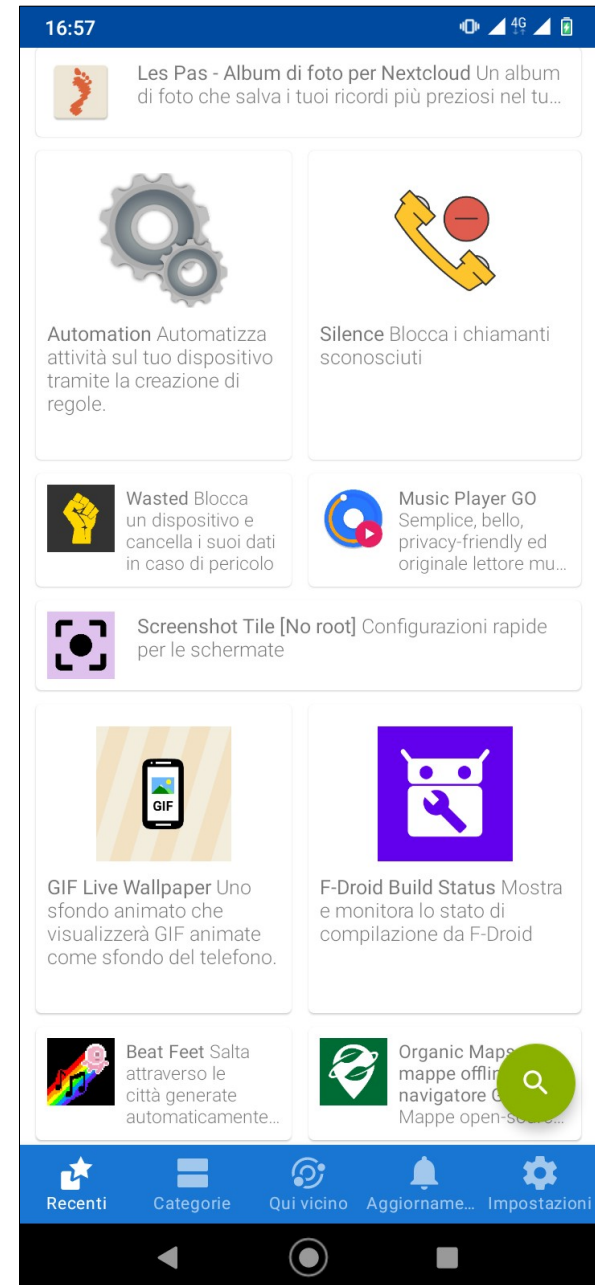 16:57
4G
Les Pas - Album di foto per Nextcloud Un album
di foto che salva i tuoi ricordi più preziosi nel tu...
Automation Automatizza
attività sul tuo dispositivo
tramite la creazione di
regole.
Silence Blocca i chiamanti
sconosciuti
Wasted Blocca
un dispositivo e
cancella i suoi dati
in caso di pericolo
Music Player GO
Semplice, bello,
privacy-friendly ed
originale lettore mu...
Screenshot Tile [No root] Configurazioni rapide
per le schermate
GIF
GIF Live Wallpaper Uno
sfondo animato che
visualizzerà GIF animate
come sfondo del telefono.
F-Droid Build Status Mostra
e monitora lo stato di
compilazione da F-Droid
Beat Feet Salta
attraverso le
città generate
automaticamente...
Organic Maps
mappe
navigatore
Mappe
Recenti
Categorie
Qui vicino
Aggiorname...
Impostazioni